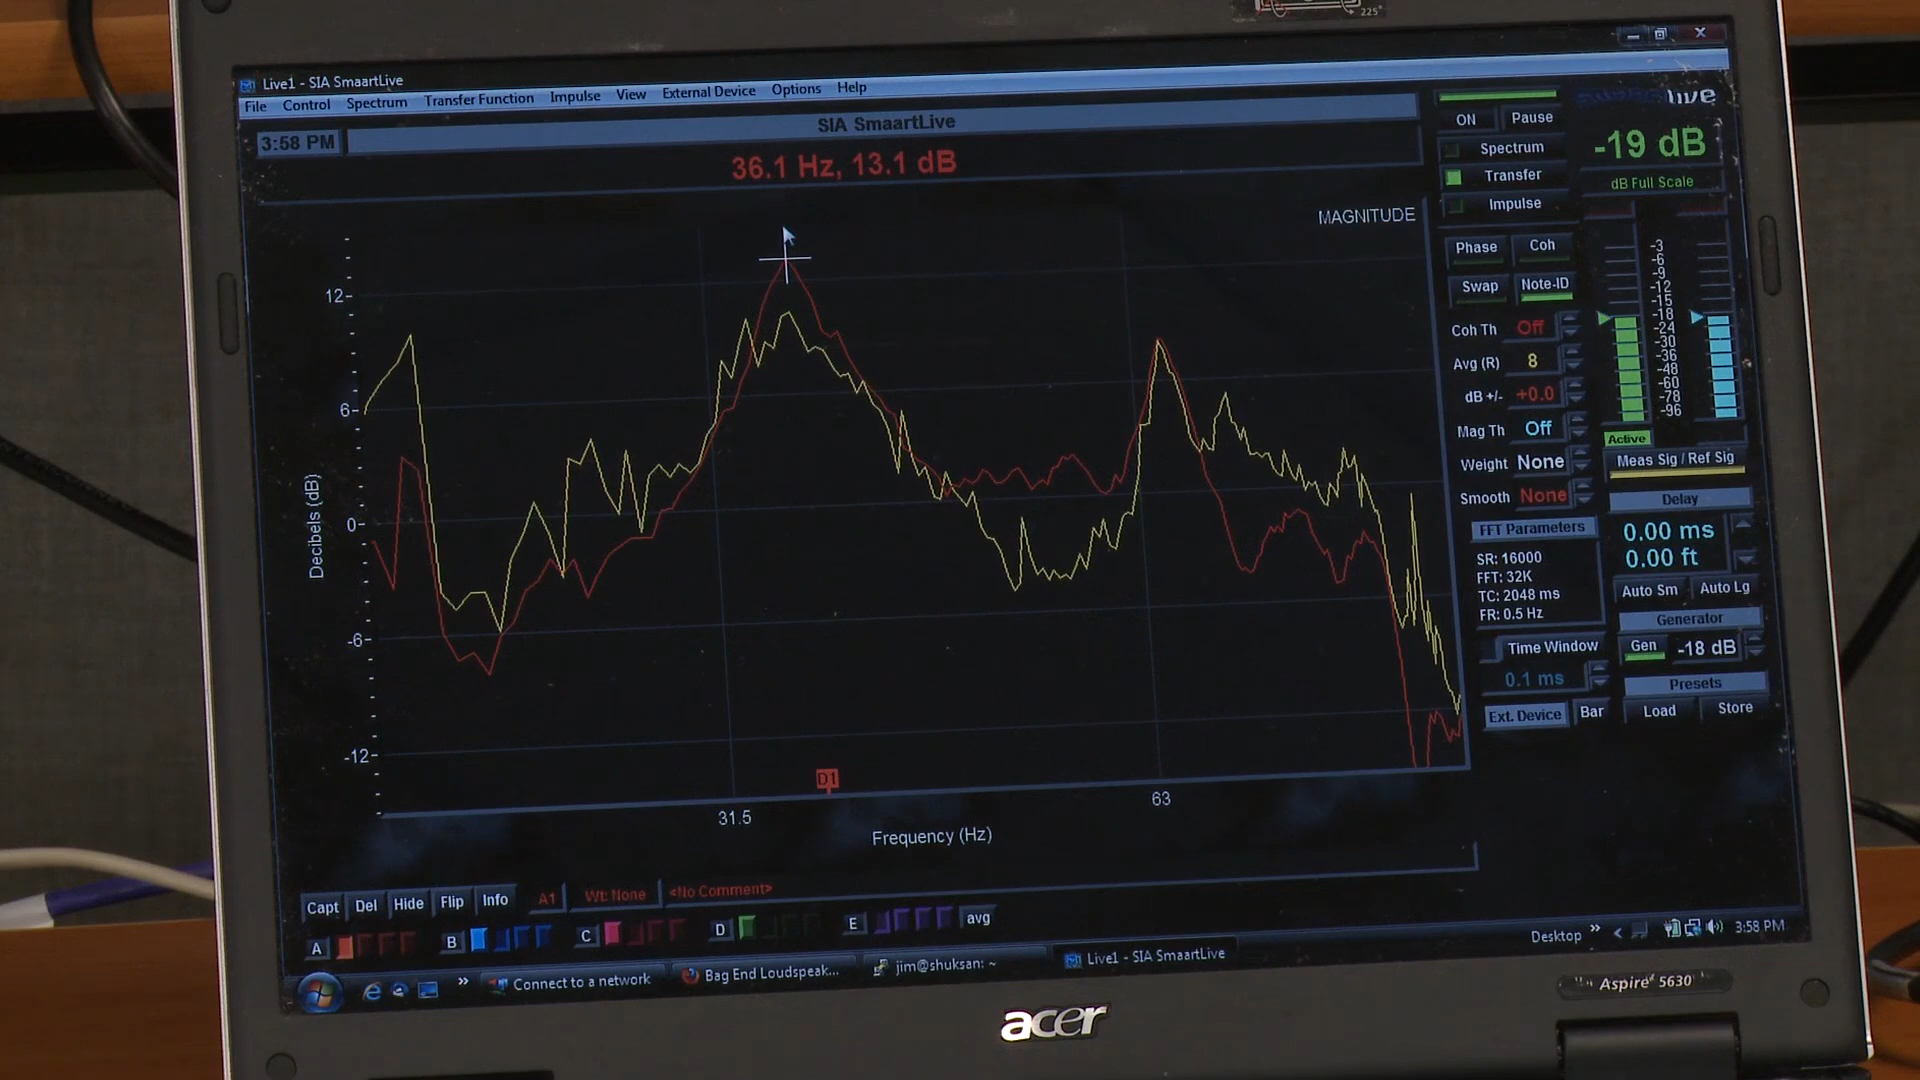 225°
Live1 - SIA SmaartLive
File Control Spectrum Transfer Function Impulse View External Device Options Help
3:58 PM
SIA SmaartLive
36.1 Hz, 13.1 dB
MAGNITUDE
12
6
0
-6
-12
Decibels (dB)
D1
31.5
63
Frequency (Hz)
live
ON Pause
Spectrum
Transfer
Impulse
-19 dB
dB Full Scale
Phase Coh
Swap Note-ID
Coh Th Off
Avg (R) 8
dB +/- +0.0
Mag Th Off
Weight None
Smooth None
-3
-6
-9
-12
-15
-18
-24
-30
-36
-48
-60
-78
-96
Active
Meas Sig / Ref Sig
Delay
0.00 ms
0.00 ft
Auto Sm Auto Lg
Generator
Gen -18 dB
Presets
Load Store
FFT Parameters
SR: 16000
FFT: 32K
TC: 2048 ms
FR: 0.5 Hz
Time Window
0.1 ms
Ext. Device Bar
Capt Del Hide Flip Info A1 Wt: None <No Comment>
A B C D E avg
Connect to a network
Bag End Loudspeak...
jim@shuksan: ~
Live1 - SIA SmaartLive
Desktop
3:58 PM
Aspire 5630
acer